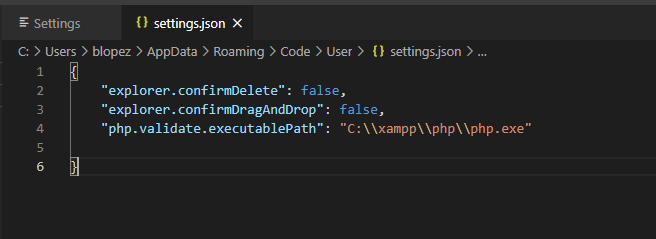 Settings
{} settings.json ×
C: > Users > blopez > AppData > Roaming > Code > User > {} settings.json > ...
1 {
2 "explorer.confirmDelete": false,
3 "explorer.confirmDragAndDrop": false,
4 "php.validate.executablePath": "C:\\xampp\\php\\php.exe"
5
6 }